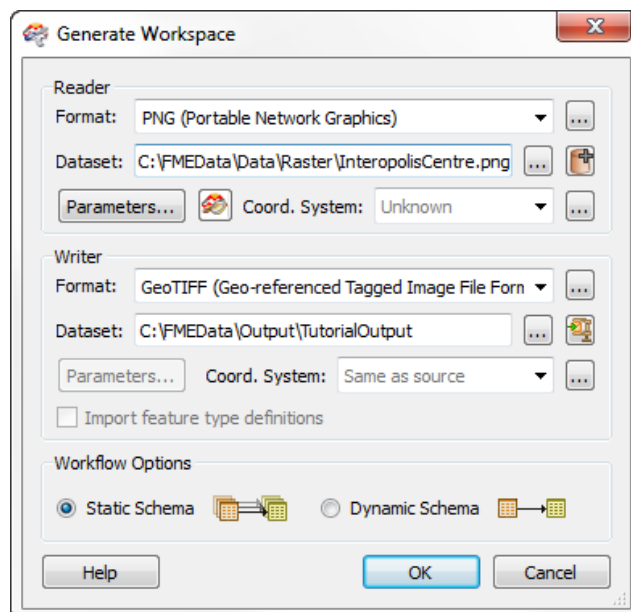 Generate Workspace
Reader
Format: PNG (Portable Network Graphics) ...
Dataset: C:\FMEData\Data\Raster\InteropolisCentre.png ...
Parameters... Coord. System: Unknown ...
Writer
Format: GeoTIFF (Geo-referenced Tagged Image File Form ...
Dataset: C:\FMEData\Output\TutorialOutput ...
Parameters... Coord. System: Same as source ...
Import feature type definitions
Workflow Options
Static Schema Dynamic Schema
Help OK Cancel